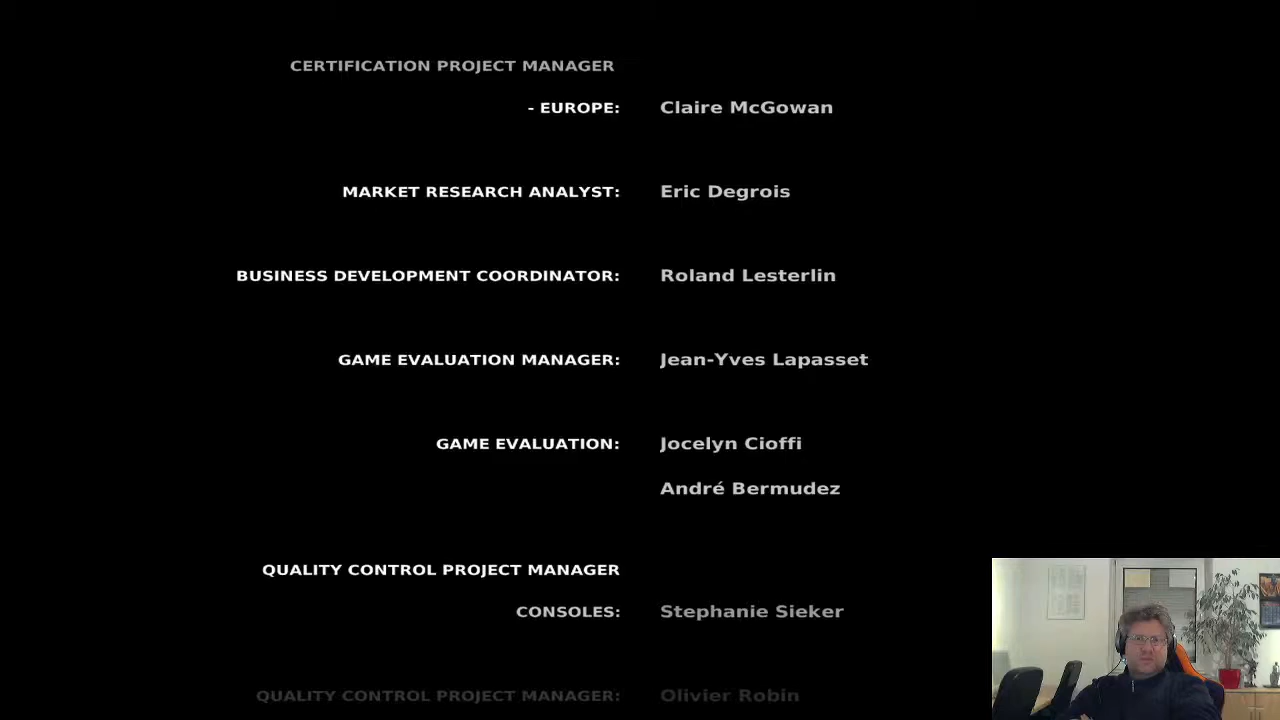 CERTIFICATION PROJECT MANAGER
- EUROPE: Claire McGowan
MARKET RESEARCH ANALYST: Eric Degrois
BUSINESS DEVELOPMENT COORDINATOR: Roland Lesterlin
GAME EVALUATION MANAGER: Jean-Yves Lapasset
GAME EVALUATION: Jocelyn Cioffi
André Bermudez
QUALITY CONTROL PROJECT MANAGER
CONSOLES: Stephanie Sieker
QUALITY CONTROL PROJECT MANAGER: Olivier Robin